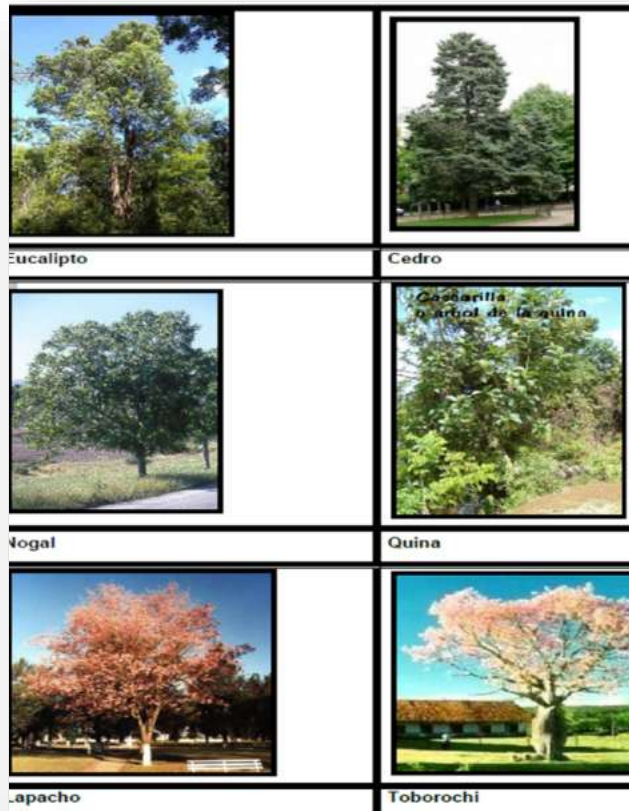 Eucalipto
Cedro
Cascarilla
o arbol de la quina
Nogal
Quina
Lapacho
Toborochi